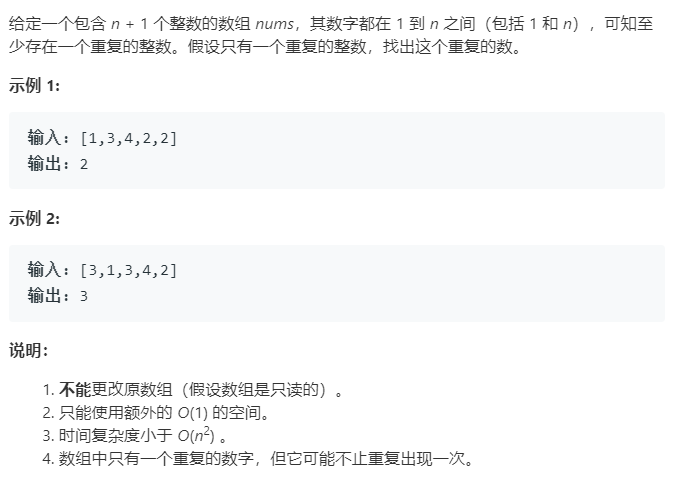 给定一个包含 n + 1 个整数的数组 nums，其数字都在 1 到 n 之间（包括 1 和 n），可知至
少存在一个重复的整数。假设只有一个重复的整数，找出这个重复的数。
示例 1:
输入: [1,3,4,2,2]
输出: 2
示例 2:
输入: [3,1,3,4,2]
输出: 3
说明：
1. 不能更改原数组（假设数组是只读的）。
2. 只能使用额外的 O(1) 的空间。
3. 时间复杂度小于 O(n²) 。
4. 数组中只有一个重复的数字，但它可能不止重复出现一次。